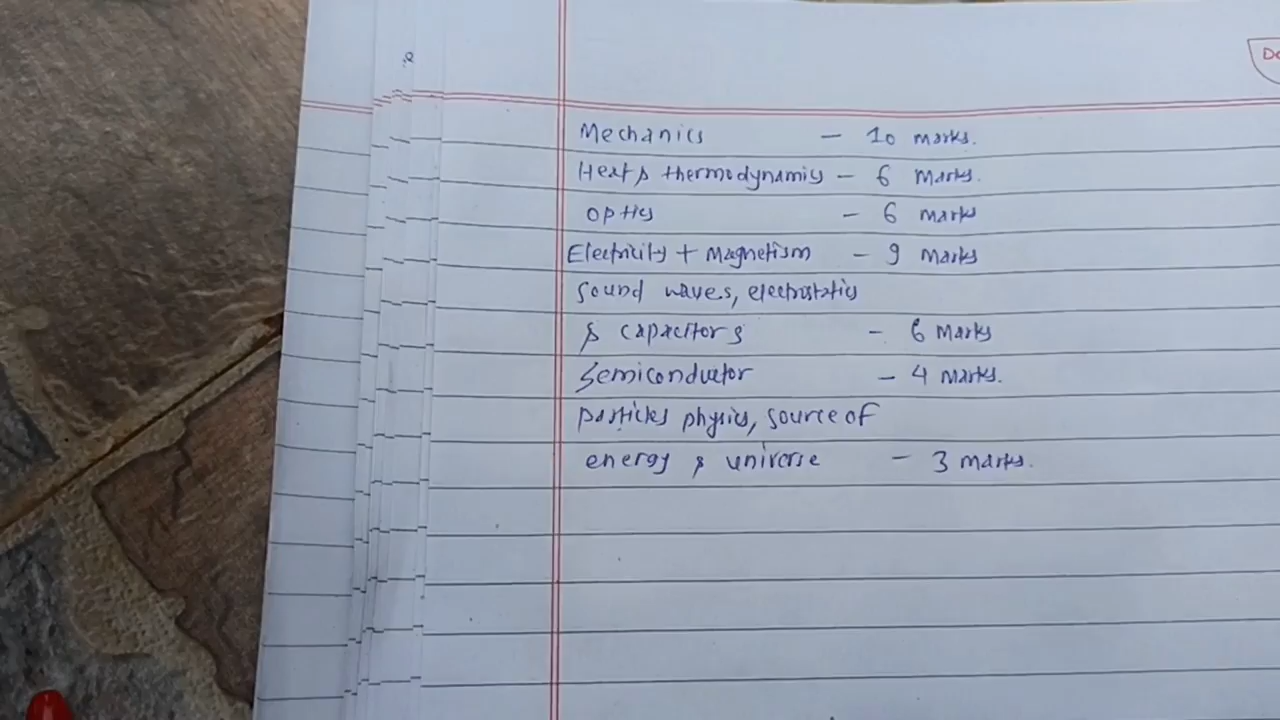 Mechanics - 10 marks.
Heat & thermodynamics - 6 marks.
optics - 6 marks
Electricity + Magnetism - 9 marks
Sound waves, electrostatics
& capacitors - 6 marks
Semiconductor - 4 marks.
particles physics, source of
energy & universe - 3 marks.